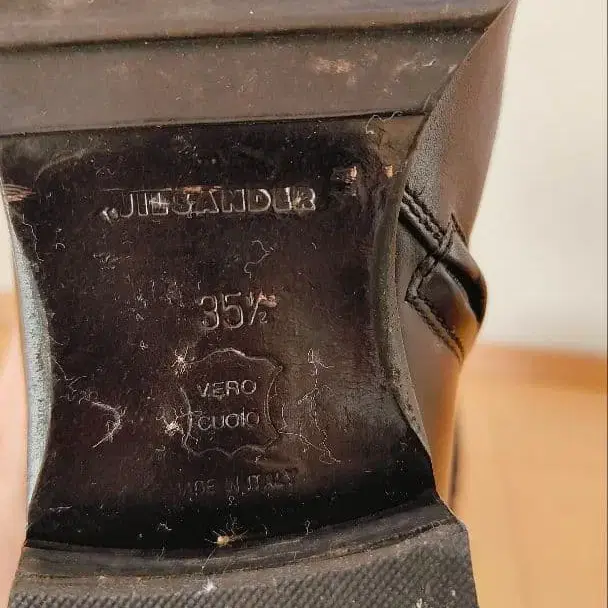 JIL SANDER
35½
VERO
CUOIO
MADE IN ITALY